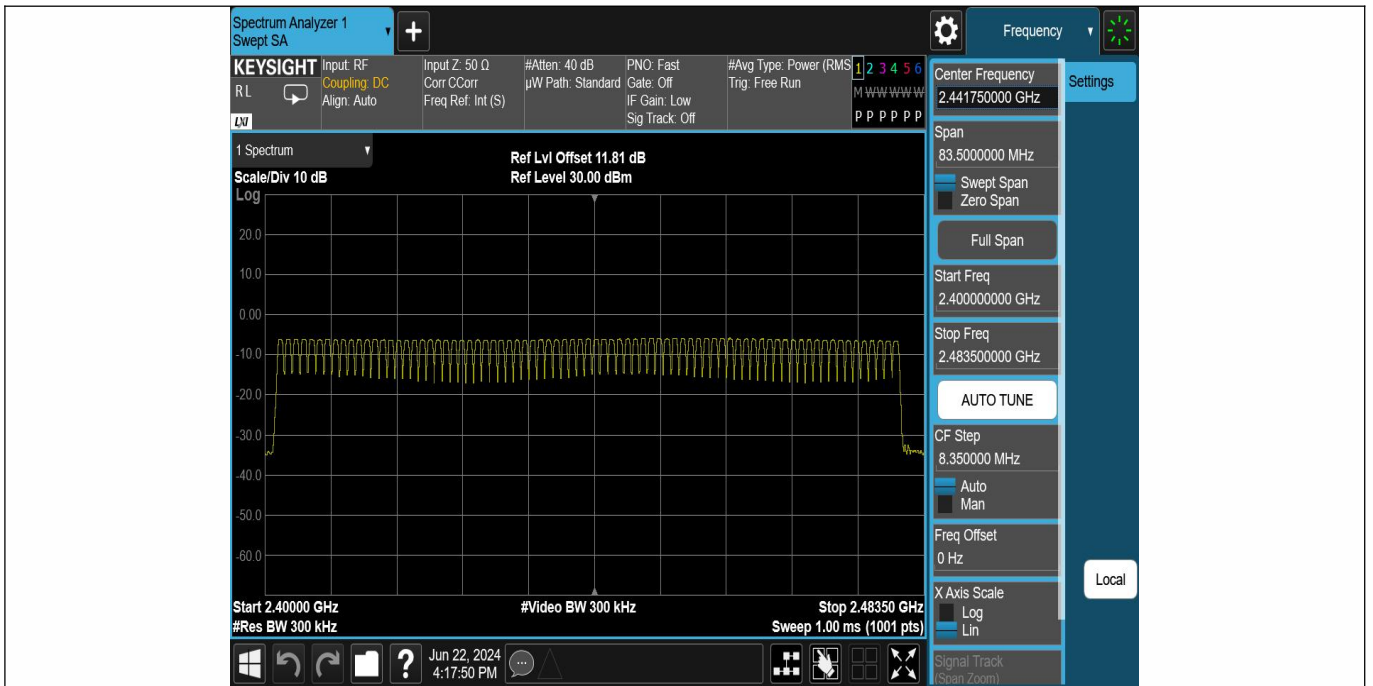 Spectrum Analyzer 1
Swept SA
+
Frequency
KEYSIGHT
RL
LXI
Input: RF
Coupling: DC
Align: Auto
Input Z: 50 Ω
Corr CCorr
Freq Ref: Int (S)
#Atten: 40 dB
µW Path: Standard
PNO: Fast
Gate: Off
IF Gain: Low
Sig Track: Off
#Avg Type: Power (RMS
Trig: Free Run
1 2 3 4 5 6
M W W W W W
P P P P P P
Center Frequency
2.441750000 GHz
Settings
Span
83.5000000 MHz
Swept Span
Zero Span
Full Span
Start Freq
2.400000000 GHz
Stop Freq
2.483500000 GHz
AUTO TUNE
CF Step
8.350000 MHz
Auto
Man
Freq Offset
0 Hz
X Axis Scale
Log
Lin
Signal Track
(Span Zoom)
Local
1 Spectrum
Scale/Div 10 dB
Ref Lvl Offset 11.81 dB
Ref Level 30.00 dBm
Log
20.0
10.0
0.00
-10.0
-20.0
-30.0
-40.0
-50.0
-60.0
Start 2.40000 GHz
#Video BW 300 kHz
Stop 2.48350 GHz
#Res BW 300 kHz
Sweep 1.00 ms (1001 pts)
?
Jun 22, 2024
4:17:50 PM